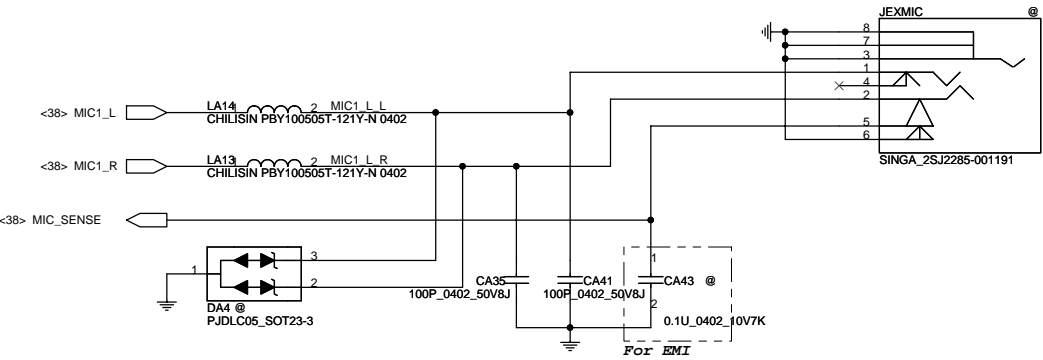 JEXMIC @
8
7
3
1
4
2
5
6
SINGA_2SJ2285-001191
<38> MIC1_L
LA14
1
2
MIC1_L_L
CHILISIN PBY100505T-121Y-N 0402
<38> MIC1_R
LA13
1
2
MIC1_L_R
CHILISIN PBY100505T-121Y-N 0402
<38> MIC_SENSE
1
3
2
DA4 @
PJDLC05_SOT23-3
CA35
100P_0402_50V8J
CA41
100P_0402_50V8J
1
CA43 @
2
0.1U_0402_10V7K
For EMI